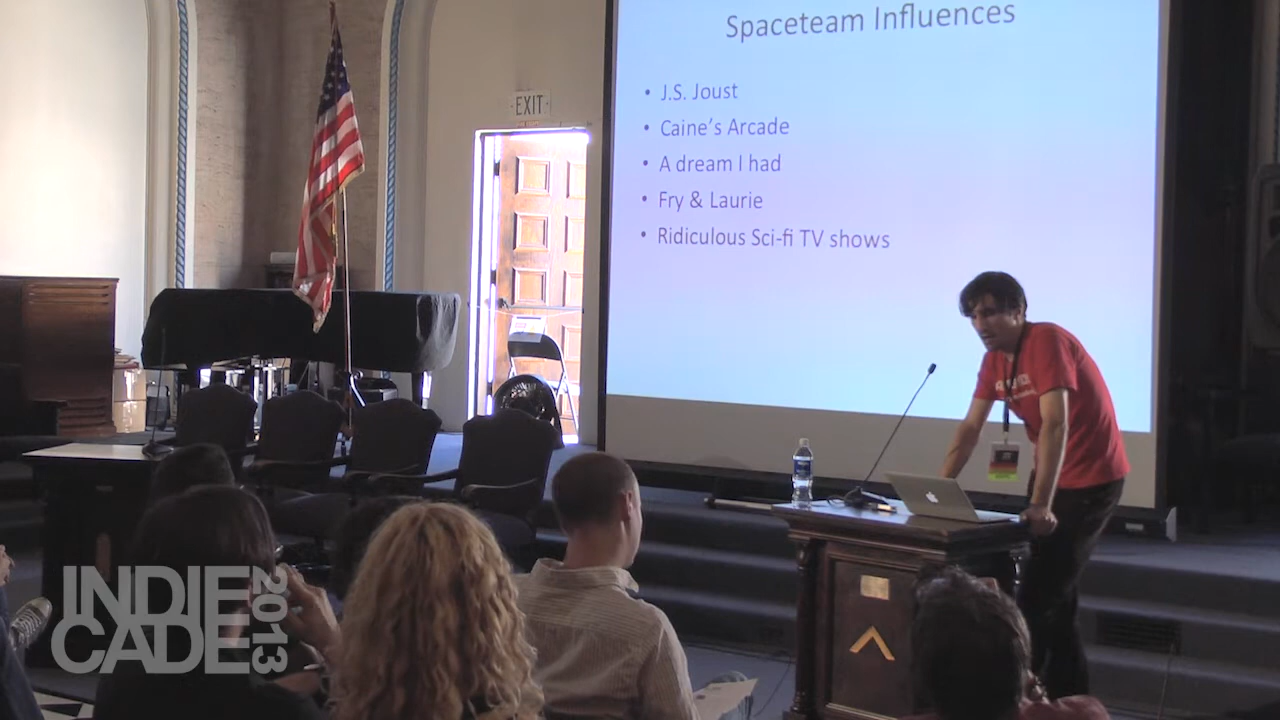 Spaceteam Influences
• J.S. Joust
• Caine's Arcade
• A dream I had
• Fry & Laurie
• Ridiculous Sci-fi TV shows
EXIT
INDIE
CADE
2013